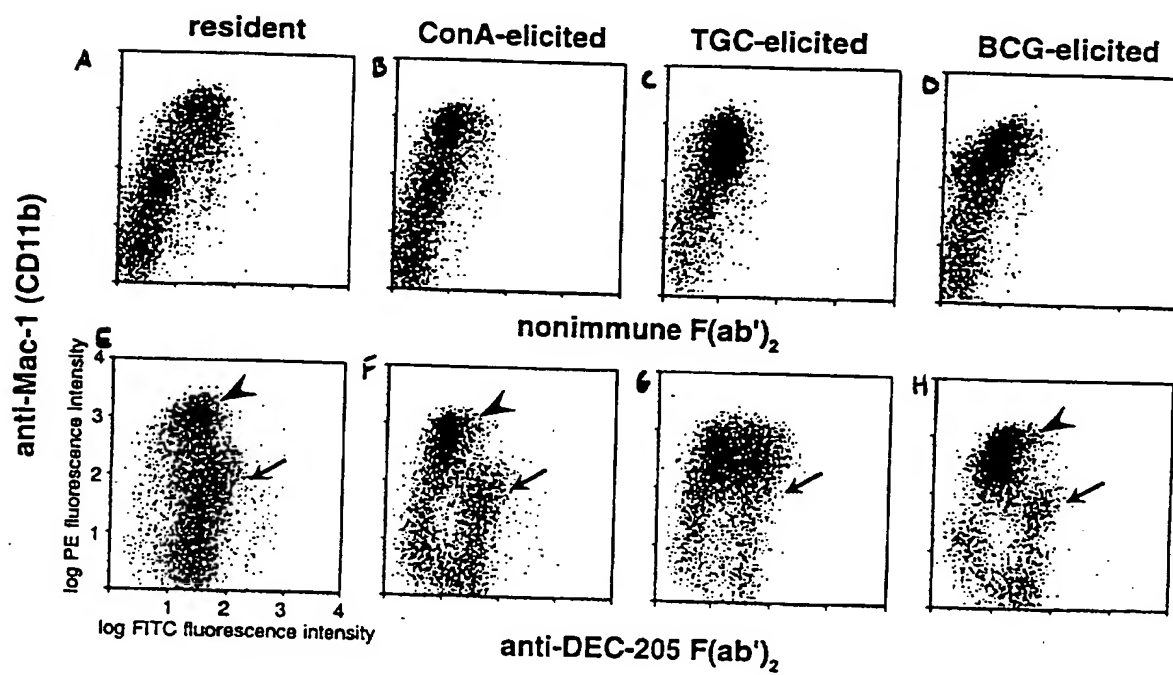 resident
ConA-elicited
TGC-elicited
BCG-elicited
A
B
C
D
anti-Mac-1 (CD11b)
nonimmune F(ab')2
E
F
G
H
log PE fluorescence intensity
4
3
2
1
1 2 3 4
log FITC fluorescence intensity
anti-DEC-205 F(ab')2